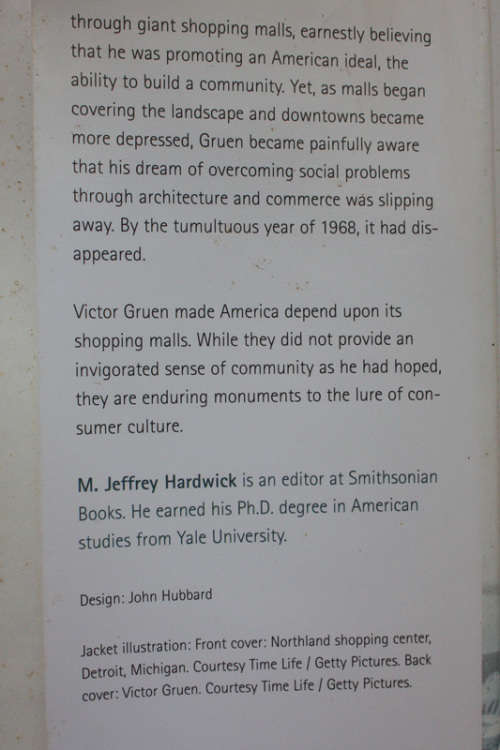 through giant shopping malls, earnestly believing
that he was promoting an American ideal, the
ability to build a community. Yet, as malls began
covering the landscape and downtowns became
more depressed, Gruen became painfully aware
that his dream of overcoming social problems
through architecture and commerce was slipping
away. By the tumultuous year of 1968, it had dis-
appeared.
Victor Gruen made America depend upon its
shopping malls. While they did not provide an
invigorated sense of community as he had hoped,
they are enduring monuments to the lure of con-
sumer culture.
M. Jeffrey Hardwick is an editor at Smithsonian
Books. He earned his Ph.D. degree in American
studies from Yale University.
Design: John Hubbard
Jacket illustration: Front cover: Northland shopping center,
Detroit, Michigan. Courtesy Time Life / Getty Pictures. Back
cover: Victor Gruen. Courtesy Time Life / Getty Pictures.